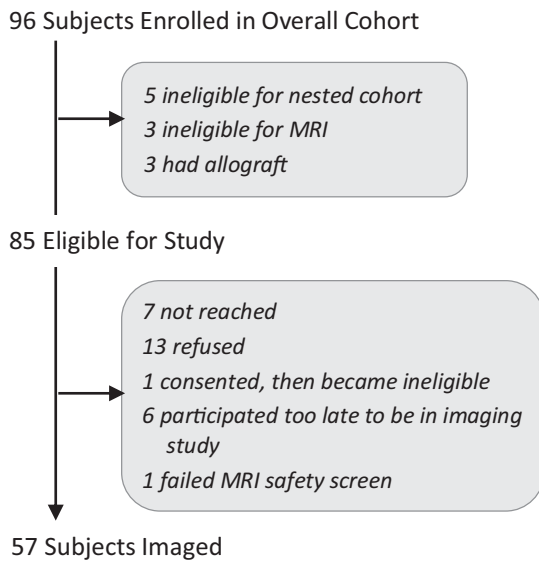 96 Subjects Enrolled in Overall Cohort
5 ineligible for nested cohort
3 ineligible for MRI
3 had allograft
85 Eligible for Study
7 not reached
13 refused
1 consented, then became ineligible
6 participated too late to be in imaging
study
1 failed MRI safety screen
57 Subjects Imaged